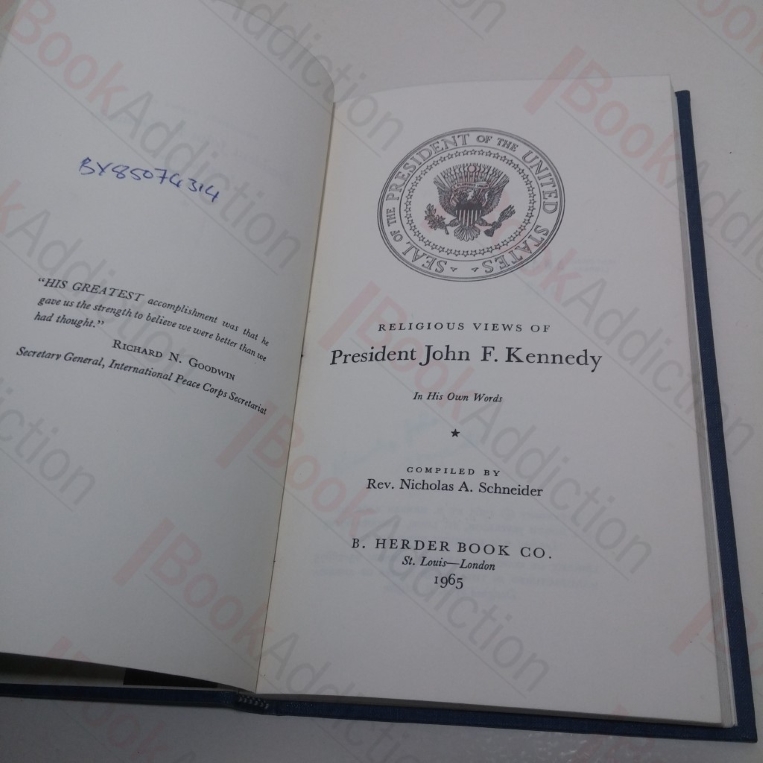 BY85074314
"HIS GREATEST accomplishment was that he
gave us the strength to believe we were better than we
had thought."
RICHARD N. GOODWIN
Secretary General, International Peace Corps Secretariat
SEAL OF THE PRESIDENT OF THE UNITED STATES
RELIGIOUS VIEWS OF
President John F. Kennedy
In His Own Words
COMPILED BY
Rev. Nicholas A. Schneider
B. HERDER BOOK CO.
St. Louis—London
1965
BookAddiction